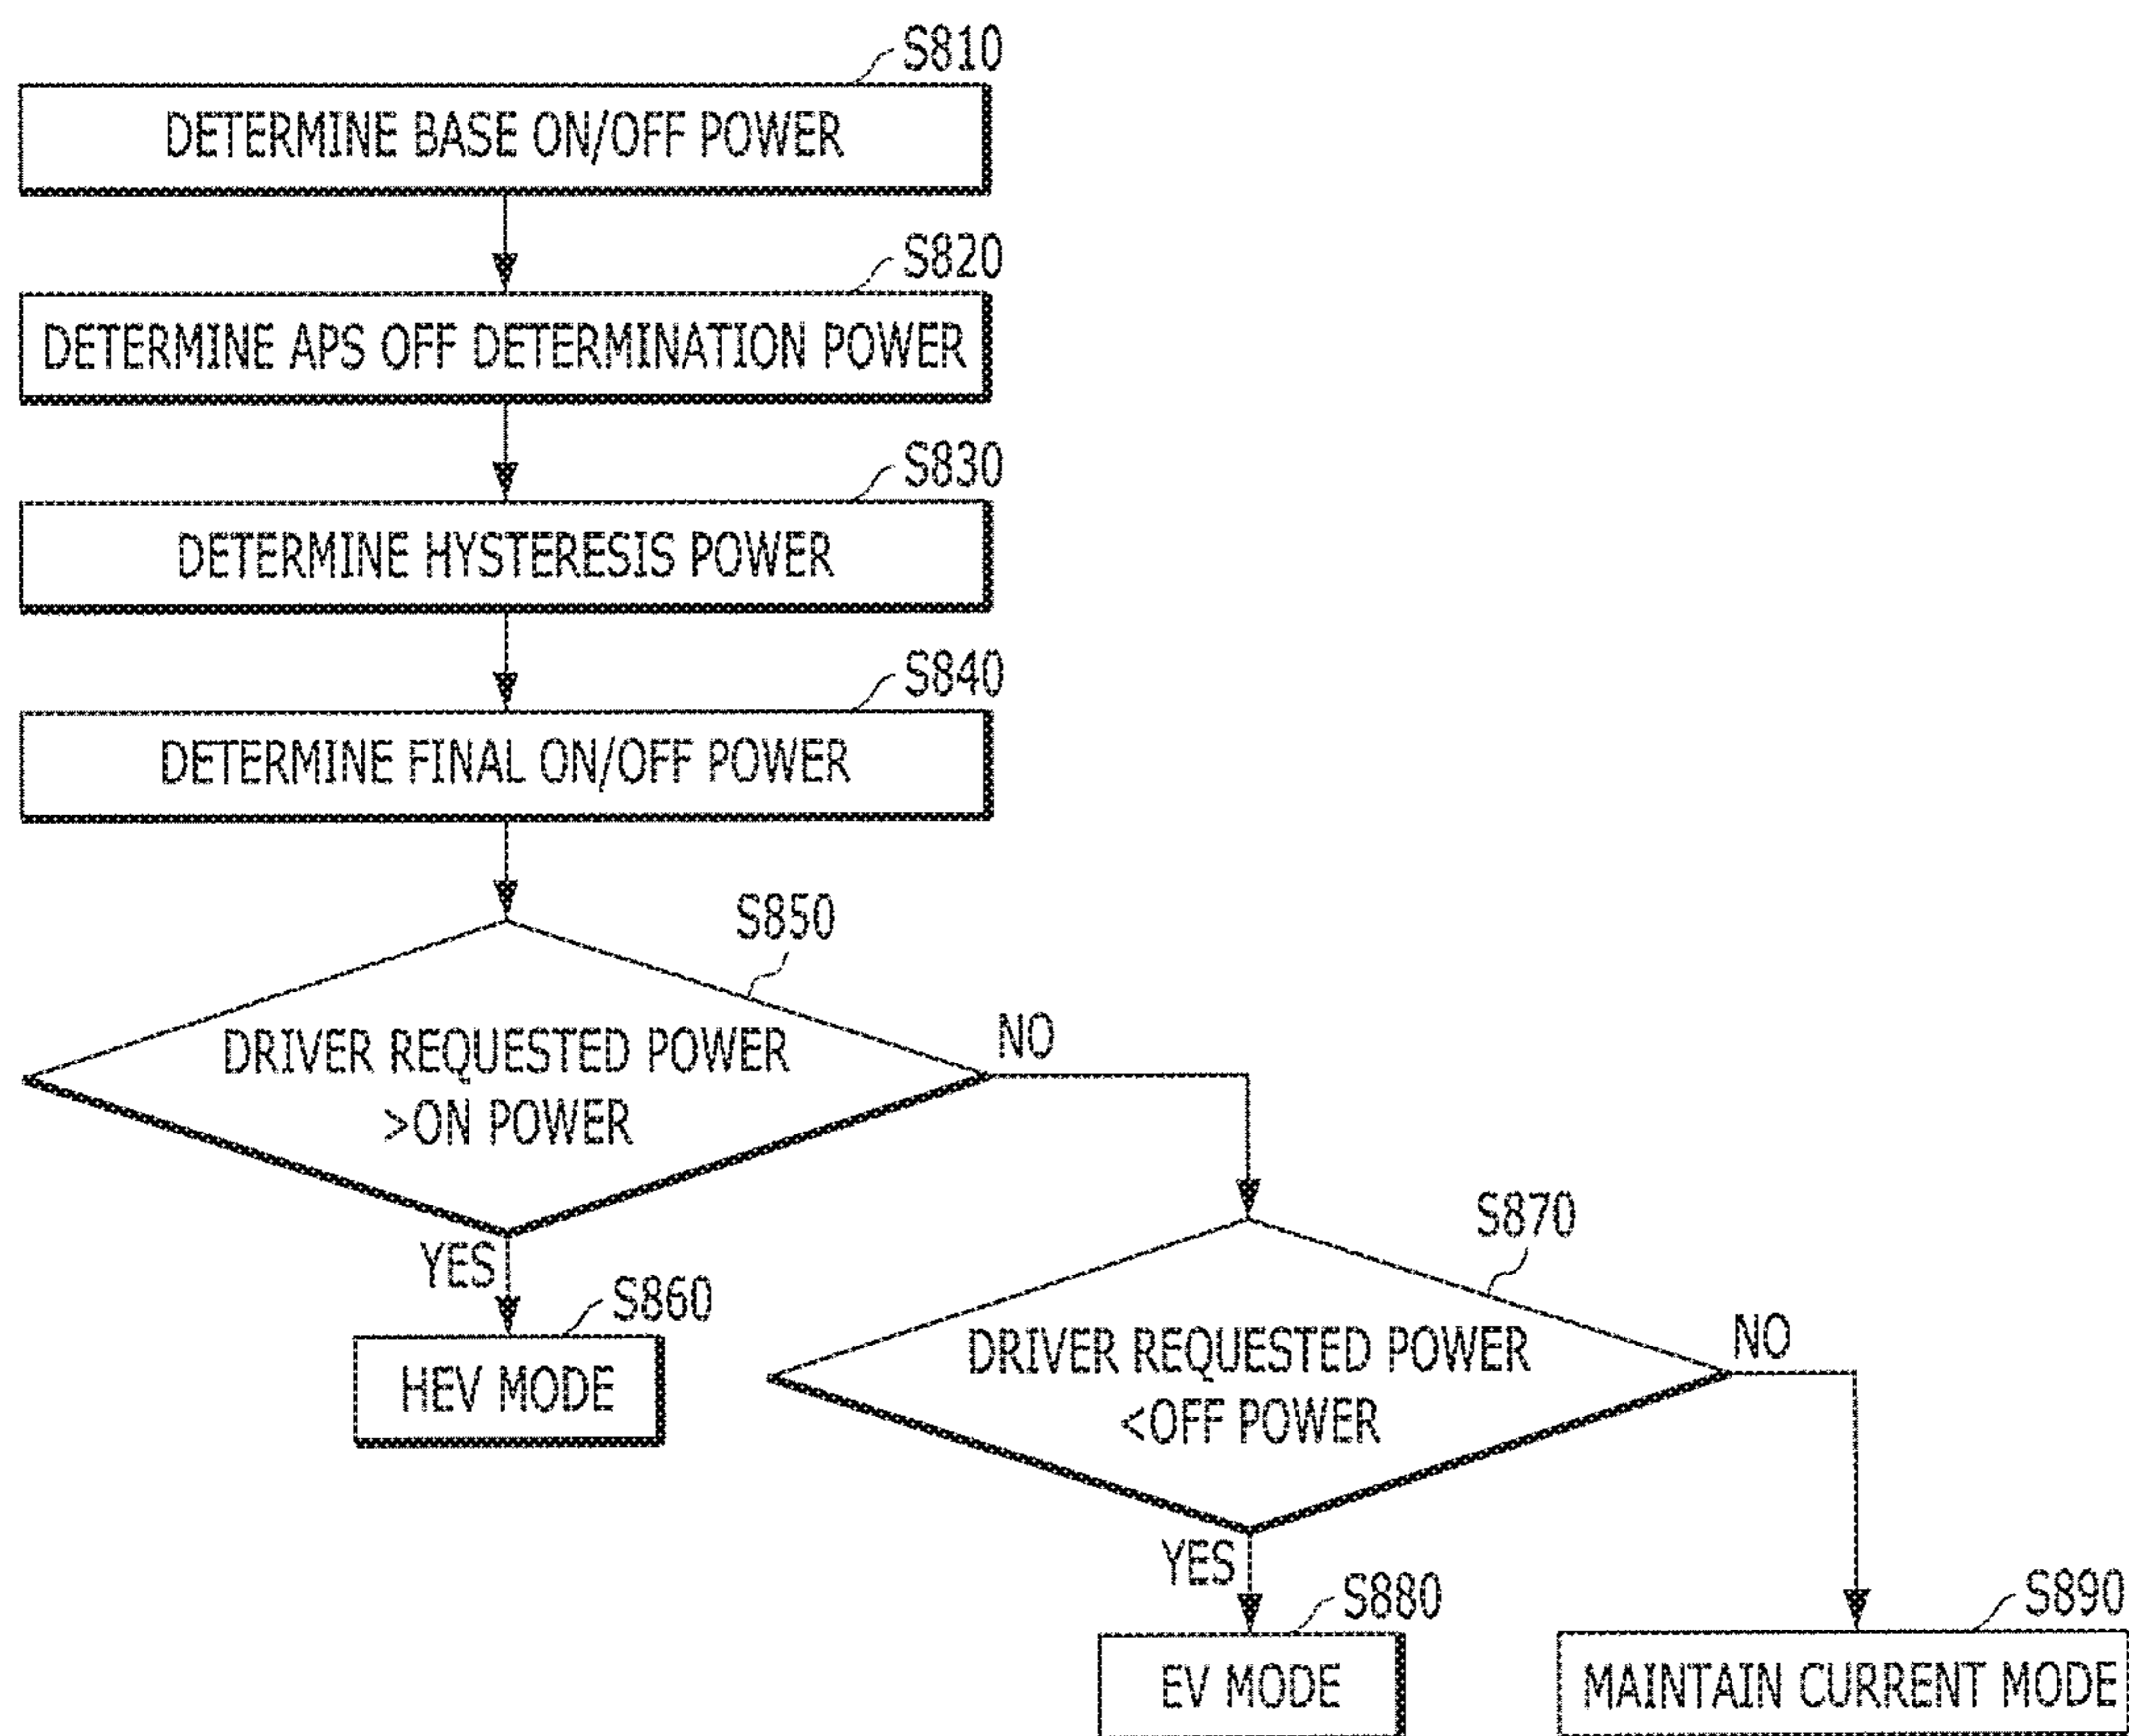 S810
DETERMINE BASE ON/OFF POWER
S820
DETERMINE APS OFF DETERMINATION POWER
S830
DETERMINE HYSTERESIS POWER
S840
DETERMINE FINAL ON/OFF POWER
S850
DRIVER REQUESTED POWER
>ON POWER
NO
YES
S860
HEV MODE
S870
DRIVER REQUESTED POWER
<OFF POWER
NO
YES
S880
EV MODE
S890
MAINTAIN CURRENT MODE